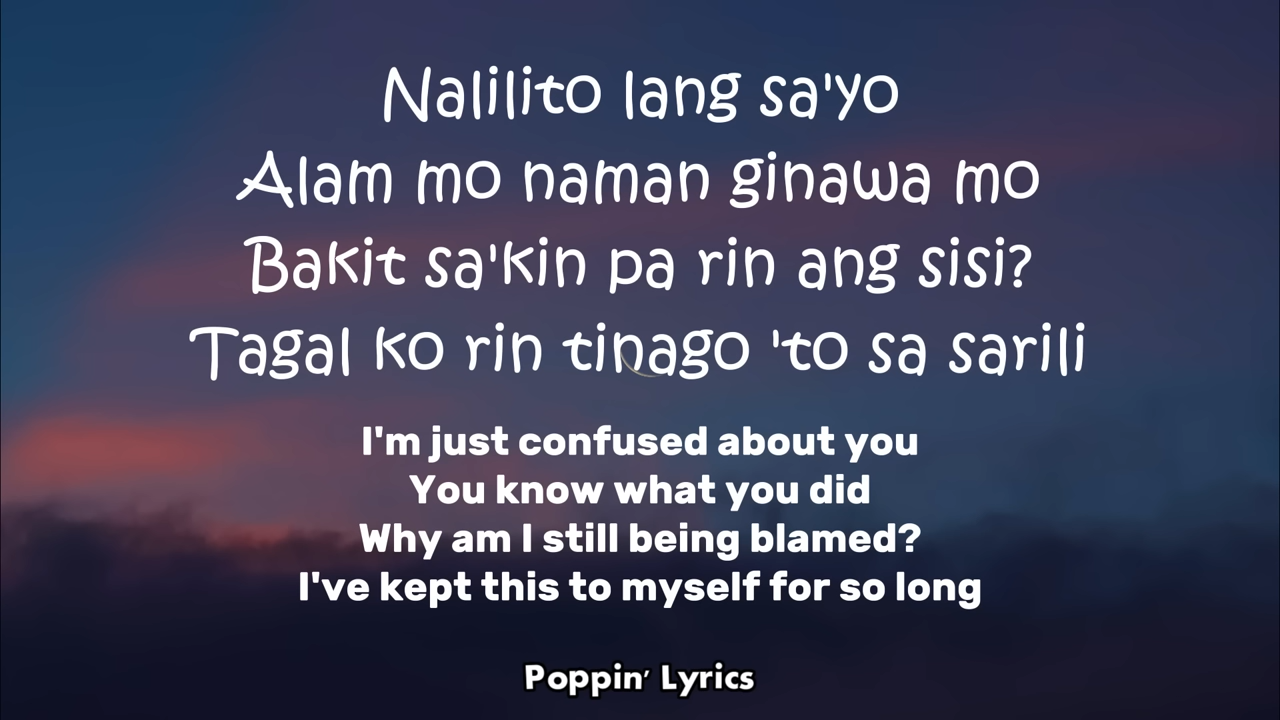 Nalilito lang sa'yo
Alam mo naman ginawa mo
Bakit sa'kin pa rin ang sisi?
Tagal ko rin tinago 'to sa sarili
I'm just confused about you
You know what you did
Why am I still being blamed?
I've kept this to myself for so long
Poppin' Lyrics